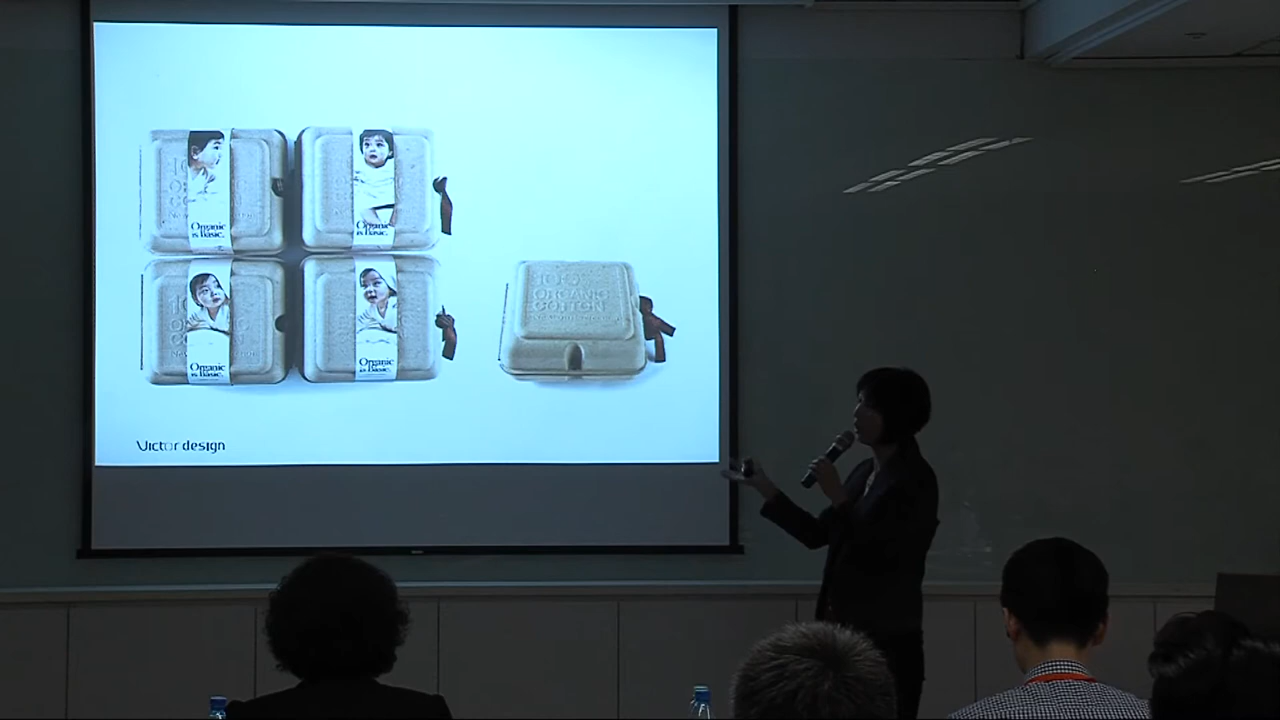 Organic
is Basic.
Organic
is Basic.
Organic
is Basic.
Organic
is Basic.
100%
ORGANIC
COTTON
Victor design